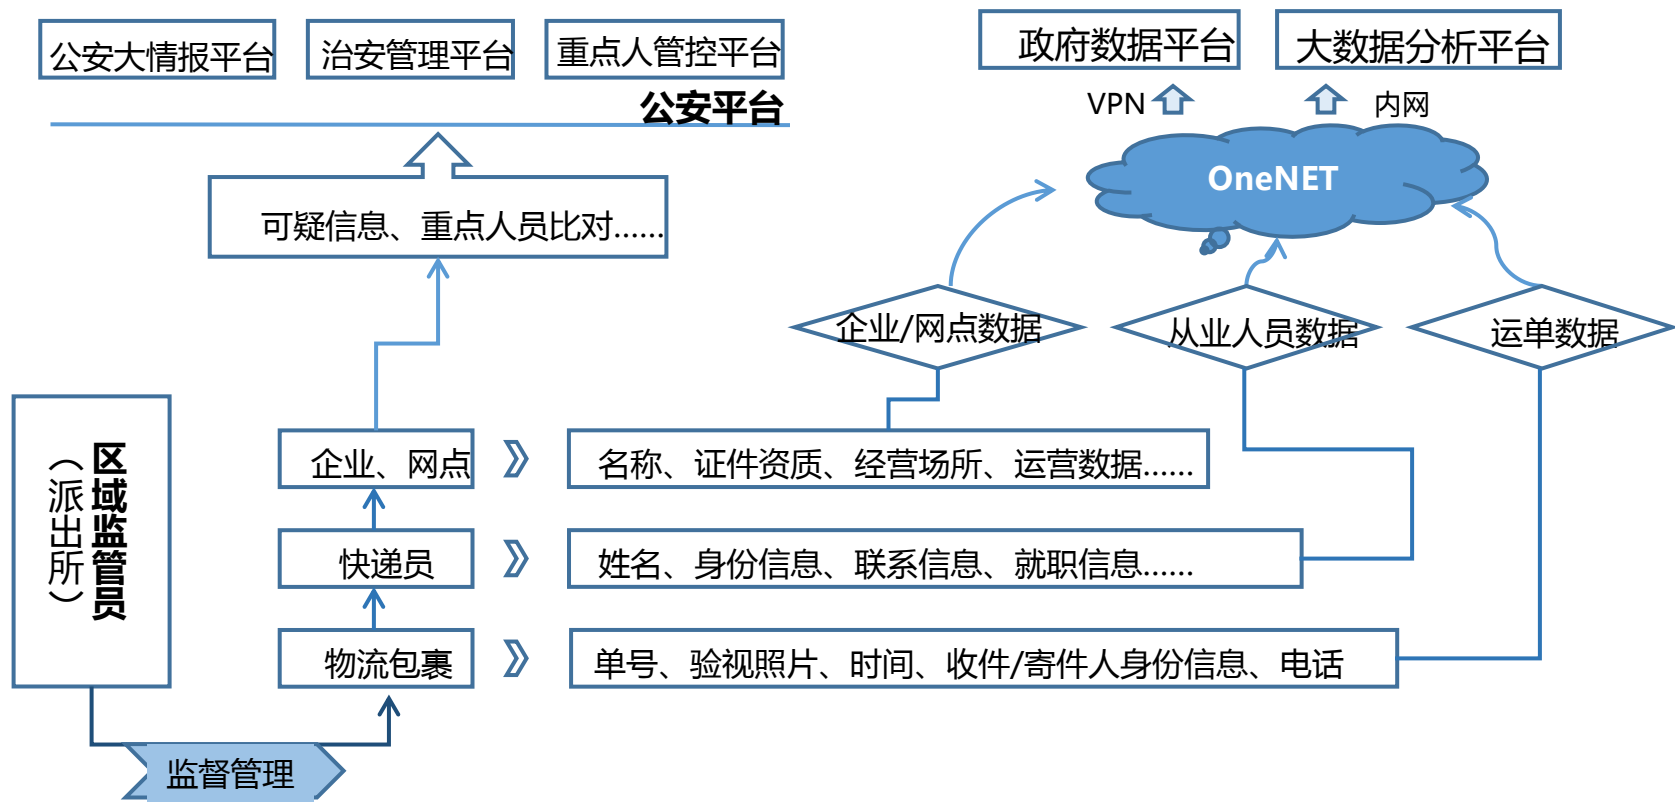 公安大情报平台
治安管理平台
重点人管控平台
政府数据平台
大数据分析平台
公安平台
VPN
内网
OneNET
可疑信息、重点人员比对......
企业/网点数据
从业人员数据
运单数据
区域监管员
（派出所）
企业、网点
名称、证件资质、经营场所、运营数据......
快递员
姓名、身份信息、联系信息、就职信息......
物流包裹
单号、验视照片、时间、收件/寄件人身份信息、电话
监督管理